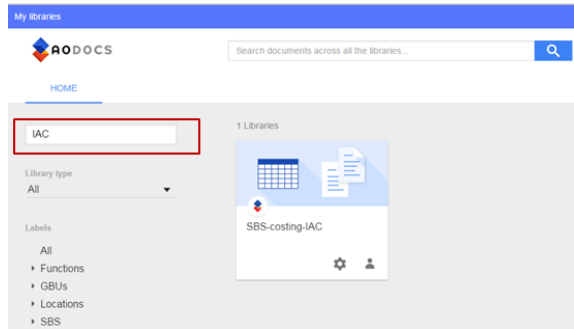 My libraries
AODOCS
Search documents across all the libraries...
HOME
IAC
1 Libraries
Library type
All
SBS-costing-IAC
Labels
All
Functions
GBUs
Locations
SBS